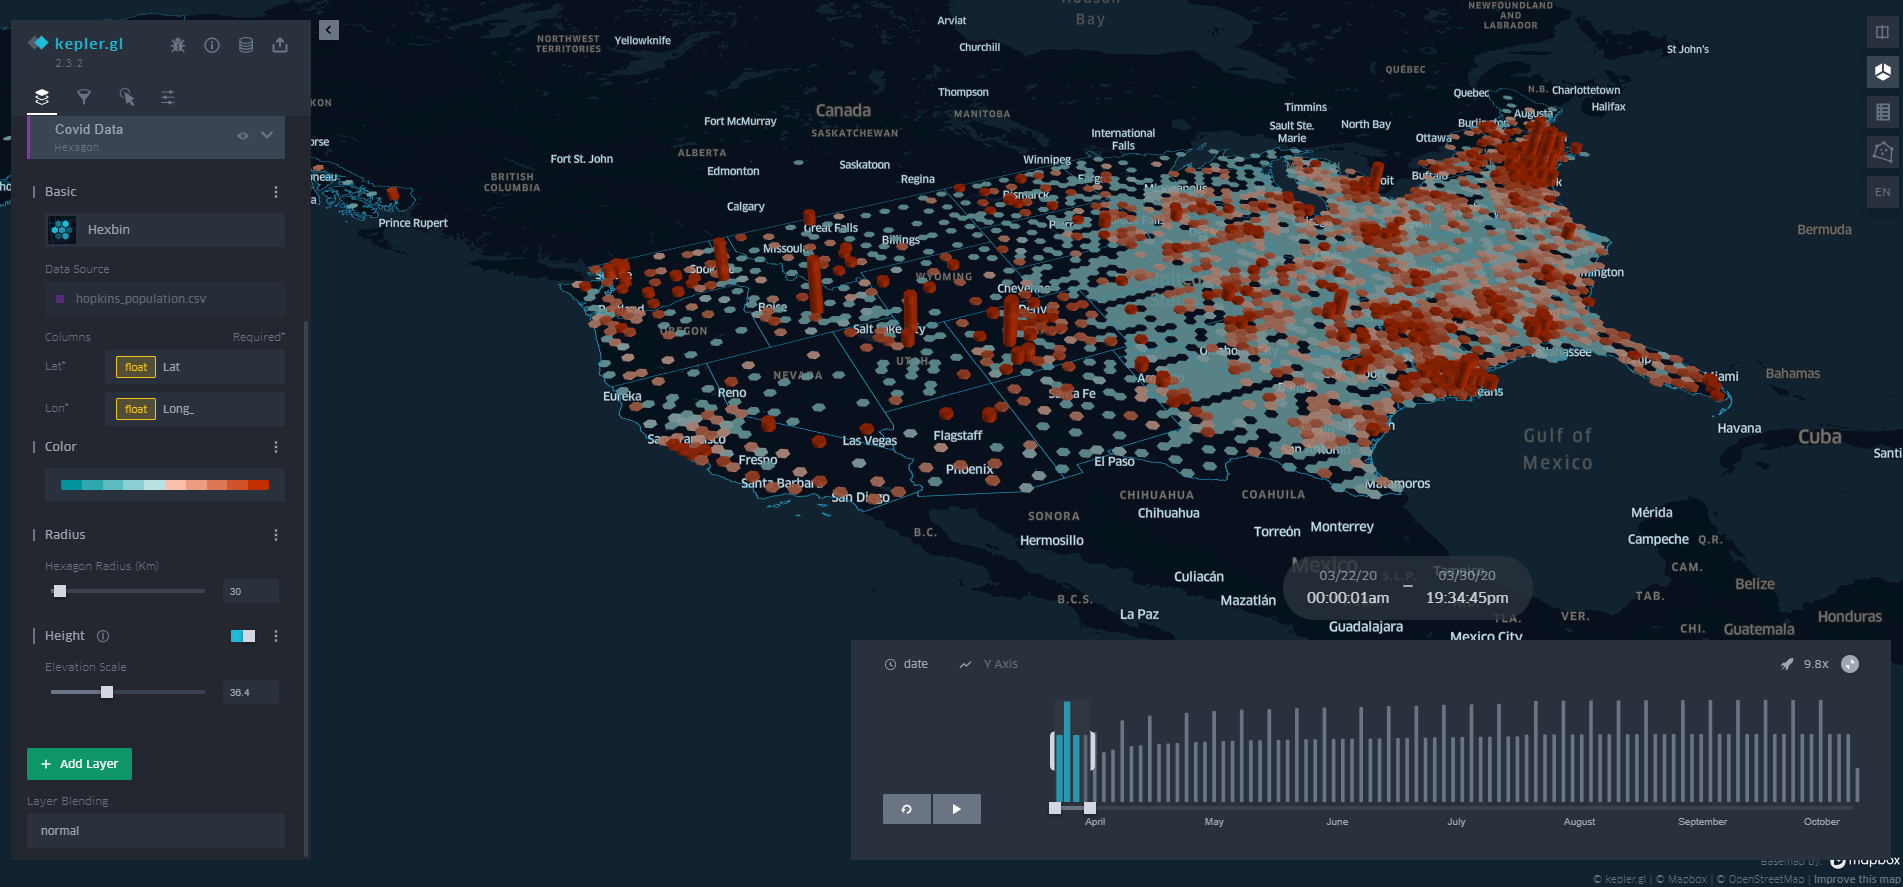 kepler.gl
2.3.2
Covid Data
Hexagon
Basic
Hexbin
Data Source
hopkins_population.csv
Columns
Required*
Lat*
float
Lat
Lon*
float
Long_
Color
Radius
Hexagon Radius (Km)
30
Height
Elevation Scale
36.4
+ Add Layer
Layer Blending
normal
EN
Bay
Arviat
Churchill
NORTHWEST
TERRITORIES
Yellowknife
NEWFOUNDLAND
AND
LABRADOR
St John's
QUÉBEC
Thompson
MANITOBA
Canada
SASKATCHEWAN
Fort McMurray
ALBERTA
Edmonton
Saskatoon
Regina
Winnipeg
International
Falls
Timmins
Sault Ste.
Marie
North Bay
Ottawa
Quebec
N.B.
Charlottetown
Halifax
Augusta
Fort St. John
BRITISH
COLUMBIA
Calgary
Prince Rupert
Great Falls
Billings
Bismarck
WYOMING
Cheyenne
Boise
OREGON
Salt Lake City
UTAH
NEVADA
Eureka
Reno
Las Vegas
Flagstaff
Phoenix
Santa Fe
El Paso
San Francisco
Fresno
Santa Barbara
San Diego
Bermuda
Miami
Bahamas
Havana
Cuba
Gulf of
Mexico
Matamoros
CHIHUAHUA
Chihuahua
COAHUILA
SONORA
Hermosillo
B.C.
Torreón
Monterrey
Mérida
Campeche
Q.R.
CAM.
Belize
TAB.
VER.
CHI.
Guatemala
Honduras
Mexico
S.L.P.
Culiacán
Mazatlán
B.C.S.
La Paz
Guadalajara
Mexico City
TLA.
03/22/20
00:00:01am
–
03/30/20
19:34:45pm
date
Y Axis
9.8x
April
May
June
July
August
September
October
Basemap by:
mapbox
© kepler.gl | © Mapbox | © OpenStreetMap | Improve this map